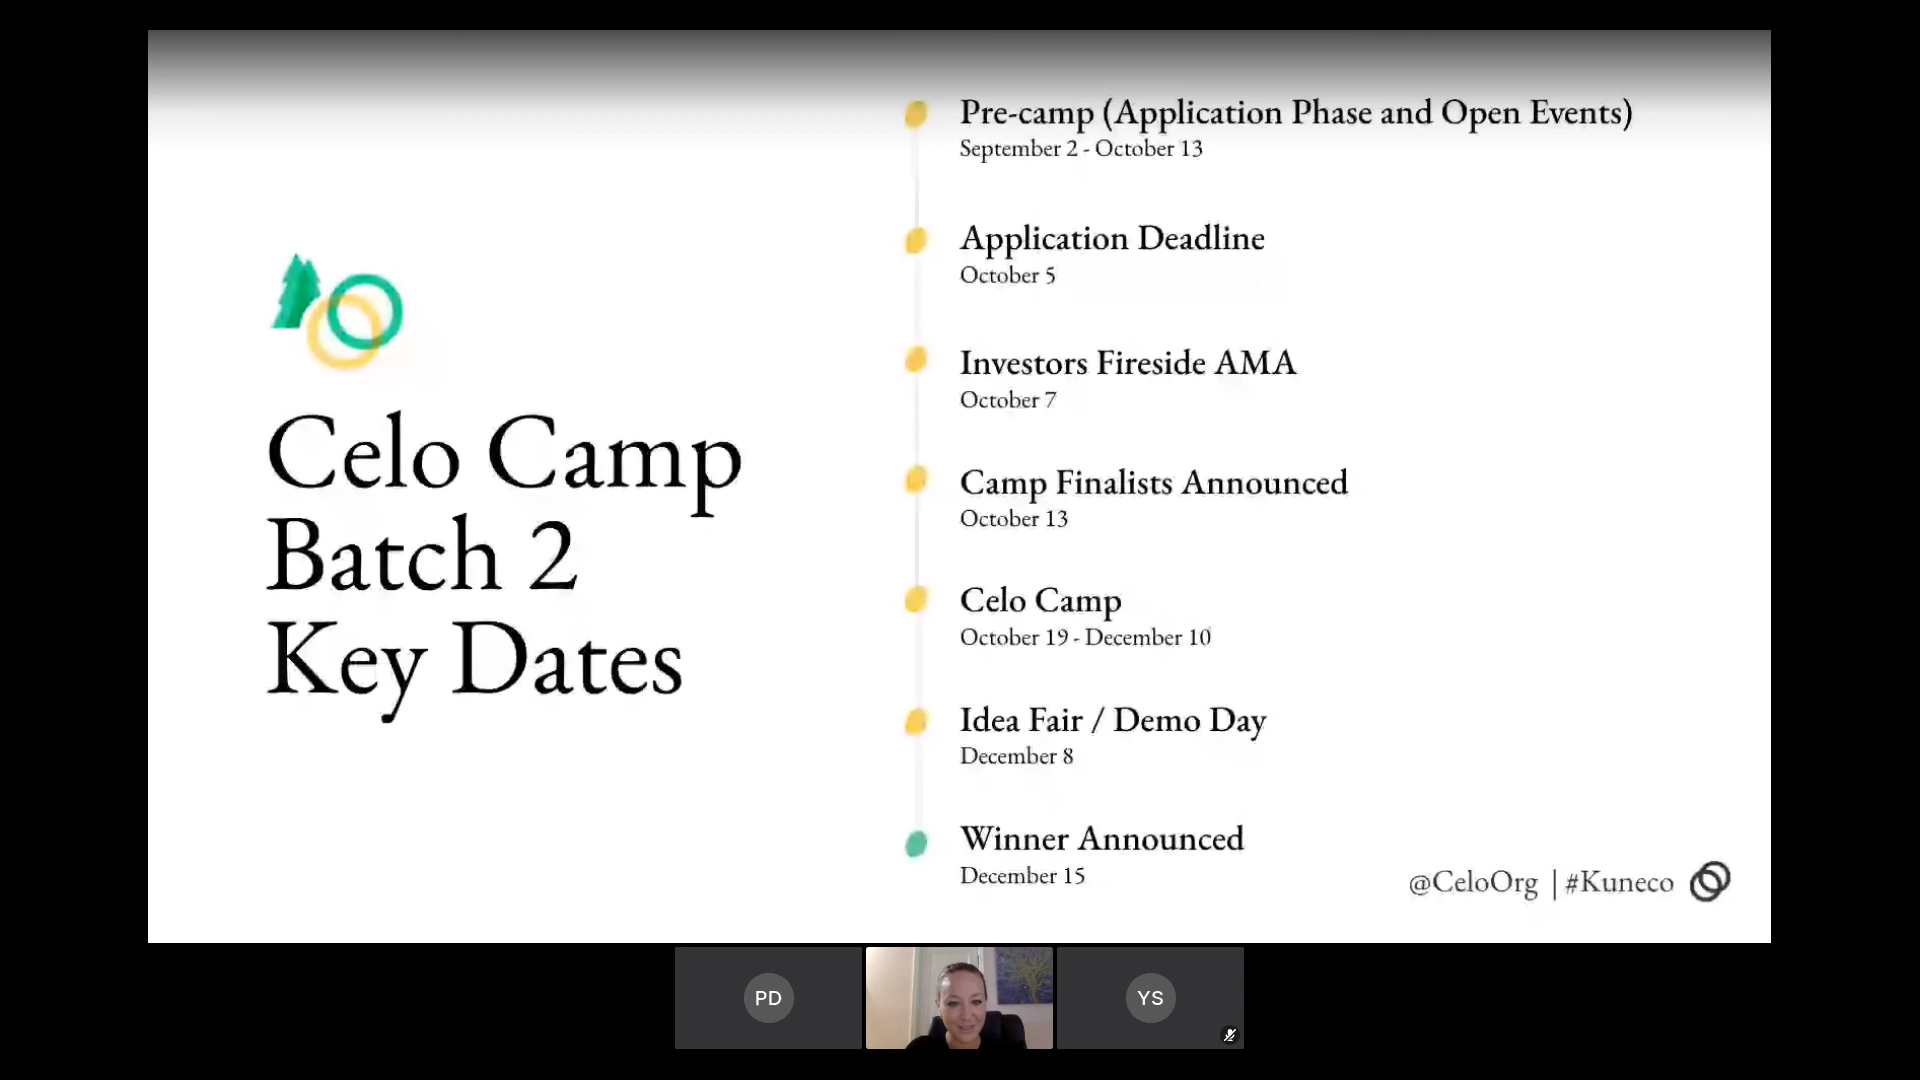 Celo Camp
Batch 2
Key Dates
Pre-camp (Application Phase and Open Events)
September 2 - October 13
Application Deadline
October 5
Investors Fireside AMA
October 7
Camp Finalists Announced
October 13
Celo Camp
October 19 - December 10
Idea Fair / Demo Day
December 8
Winner Announced
December 15
@CeloOrg | #Kuneco
PD
YS